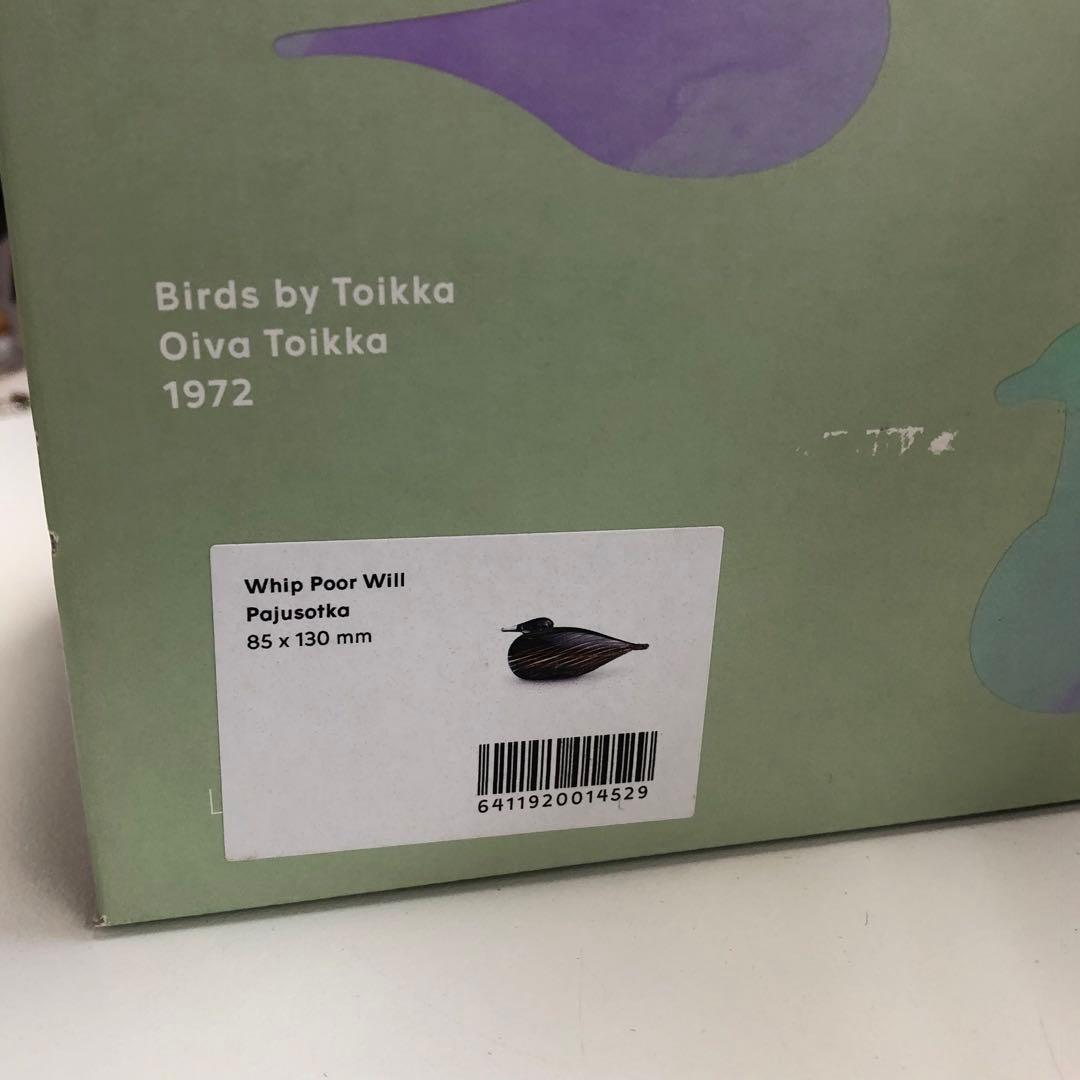 Birds by Toikka
Oiva Toikka
1972
Whip Poor Will
Pajusotka
85 x 130 mm
6411920014529